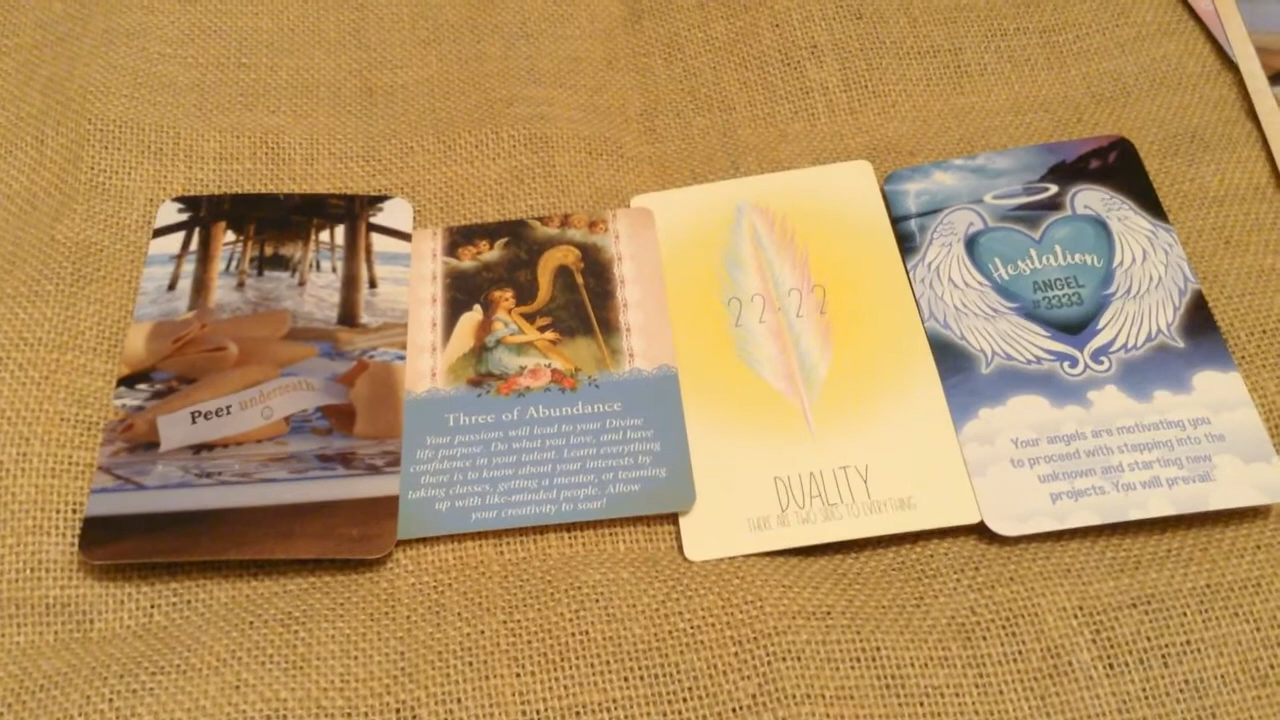 Peer underneath
Three of Abundance
Your passions will lead to your Divine
life purpose. Do what you love, and have
confidence in your talent. Learn everything
there is to know about your interests by
taking classes, getting a mentor, or teaming
up with like-minded people. Allow
your creativity to soar!
22:22
DUALITY
THERE ARE TWO SIDES TO EVERYTHING
Hesitation
ANGEL
#3333
Your angels are motivating you
to proceed with stepping into the
unknown and starting new
projects. You will prevail!